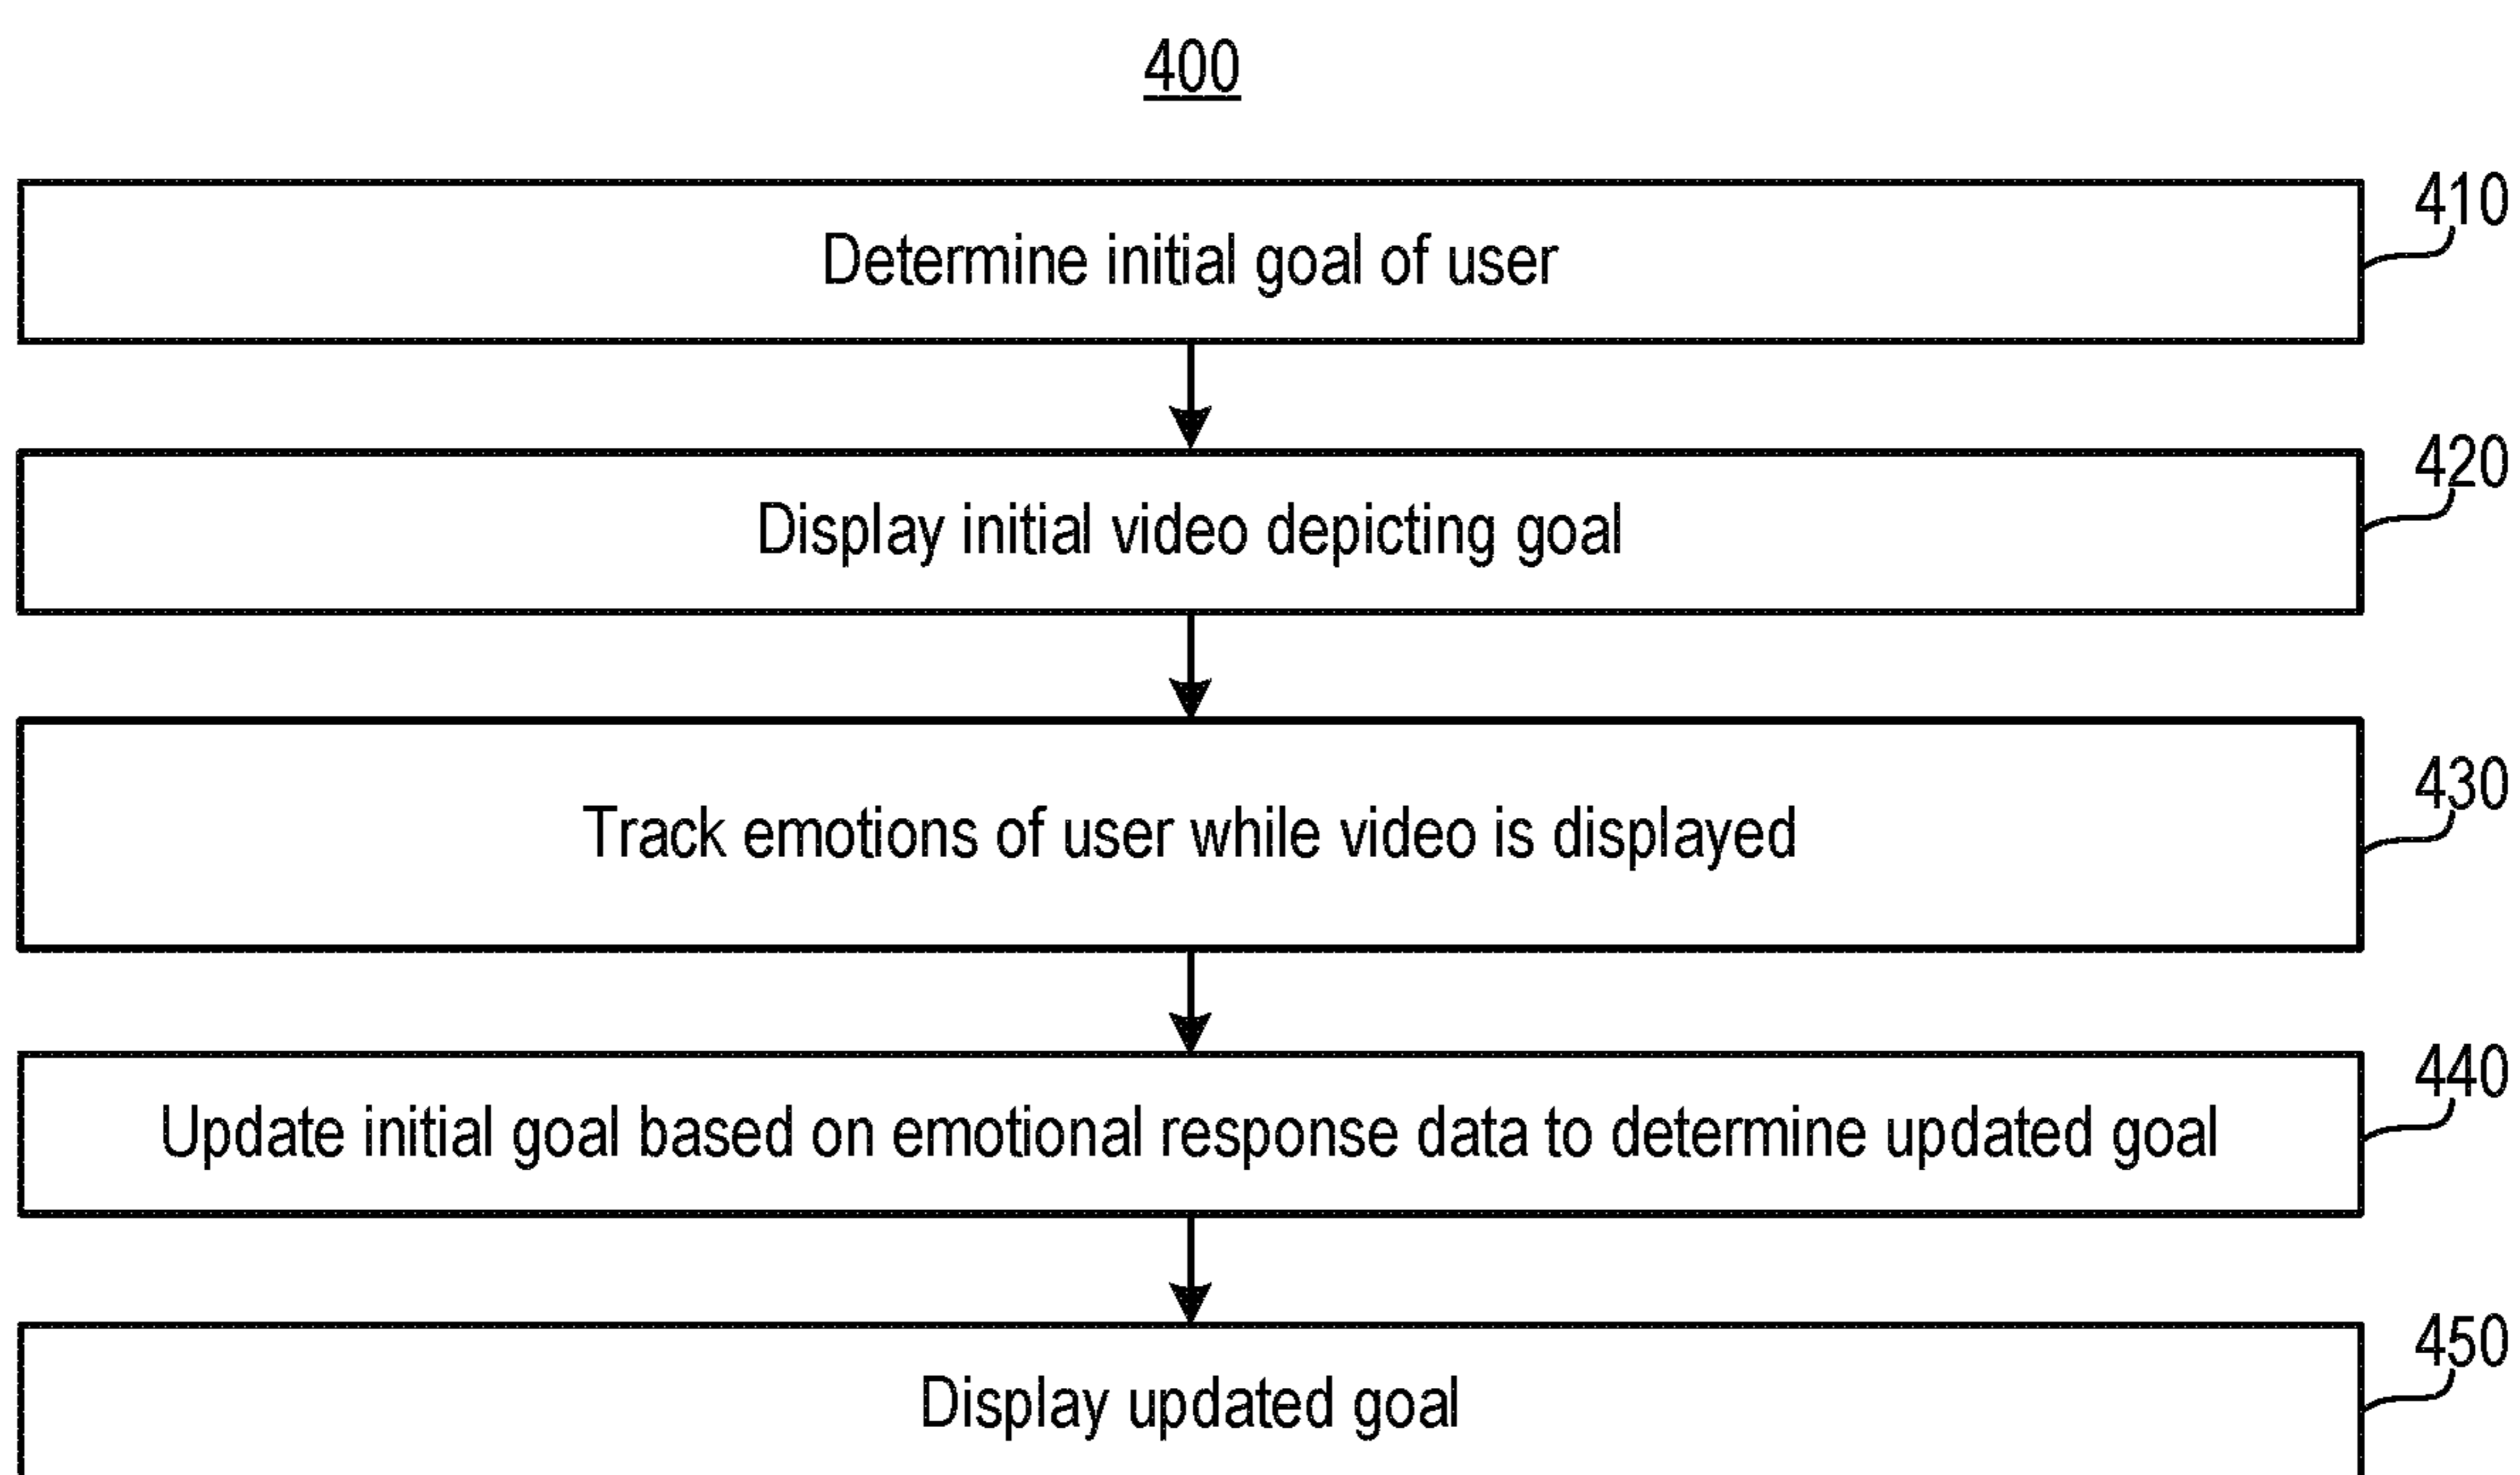 400
410
Determine initial goal of user
420
Display initial video depicting goal
430
Track emotions of user while video is displayed
440
Update initial goal based on emotional response data to determine updated goal
450
Display updated goal